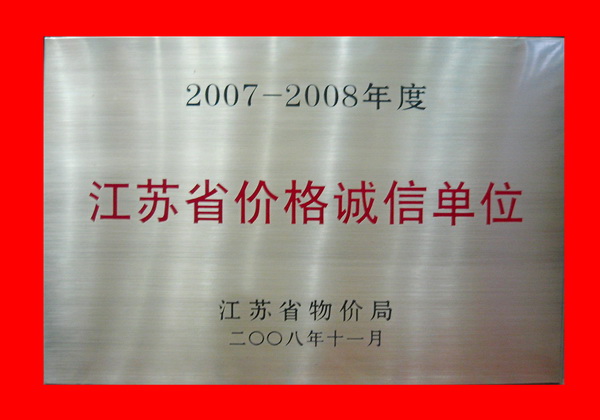 2007-2008年度
江苏省价格诚信单位
江苏省物价局
二〇〇八年十一月